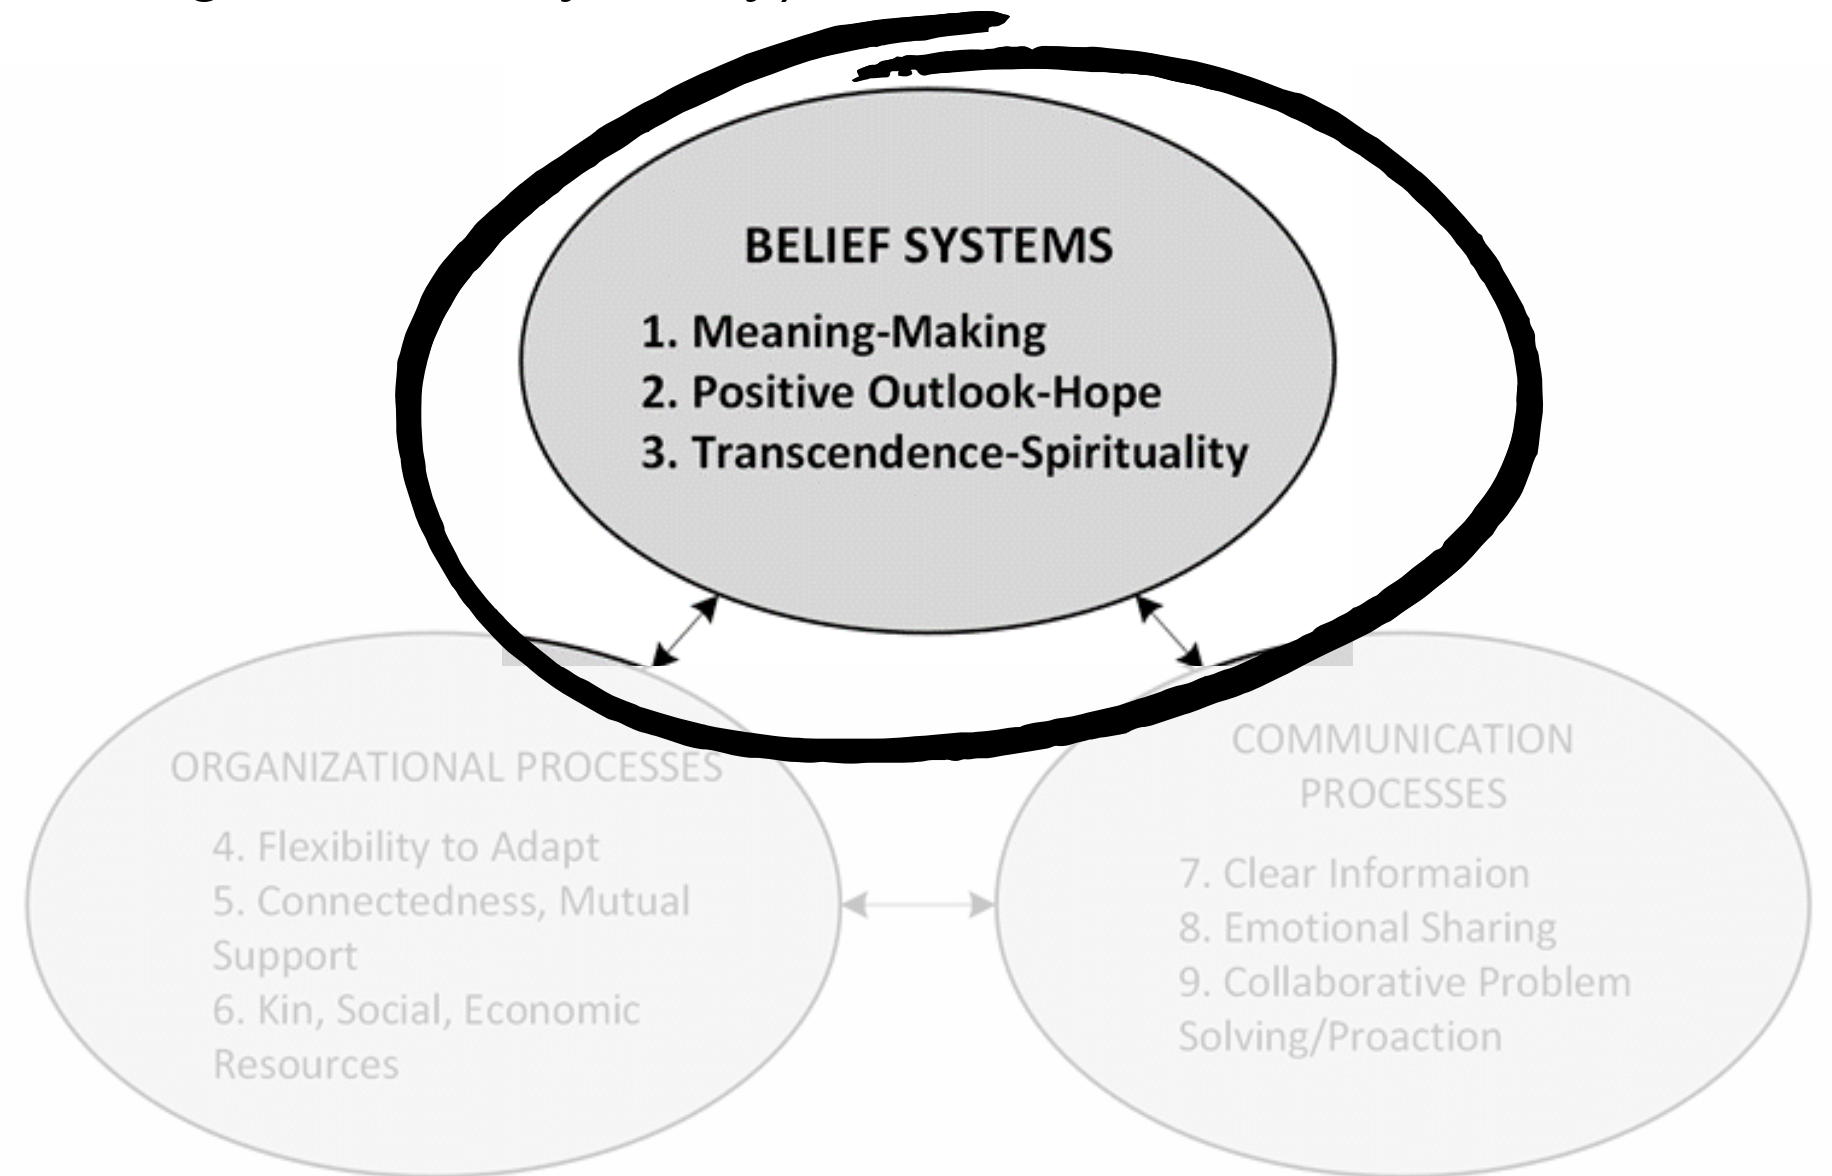 BELIEF SYSTEMS
1. Meaning-Making
2. Positive Outlook-Hope
3. Transcendence-Spirituality
ORGANIZATIONAL PROCESSES
4. Flexibility to Adapt
5. Connectedness, Mutual
Support
6. Kin, Social, Economic
Resources
COMMUNICATION
PROCESSES
7. Clear Informaion
8. Emotional Sharing
9. Collaborative Problem
Solving/Proaction